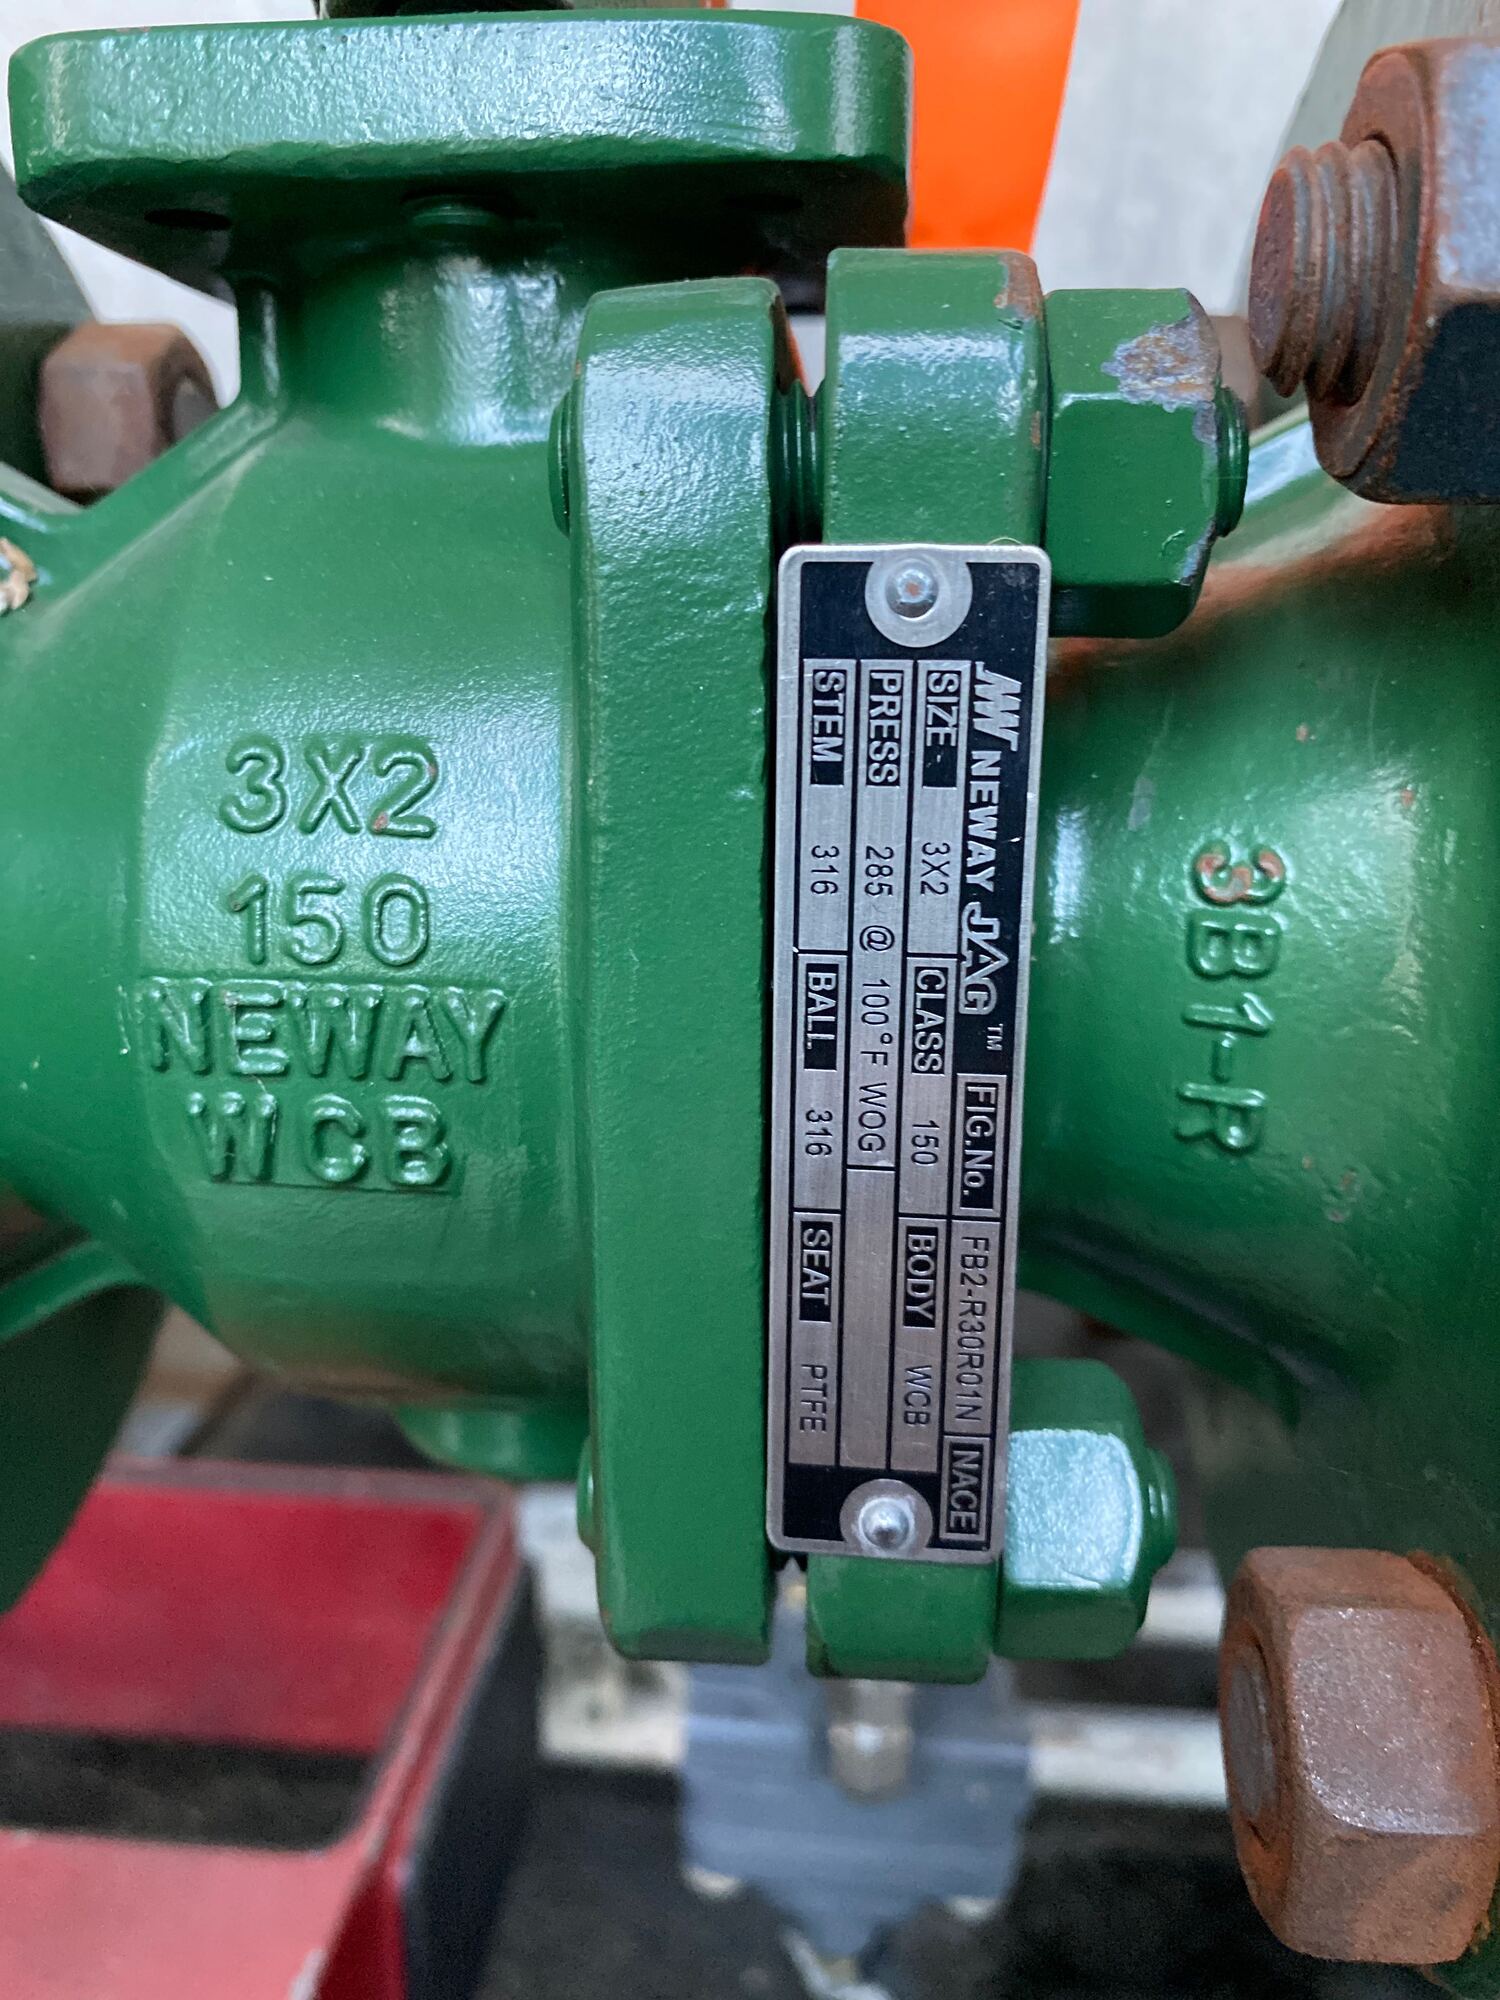 3X2
150
NEWAY
WCB
NEWAY JAG™ FIG.No. FB2-R30R01N NACE
SIZE 3X2 CLASS 150 BODY WCB
PRESS 285 @ 100°F WOG
STEM 316 BALL 316 SEAT PTFE
3B1-R